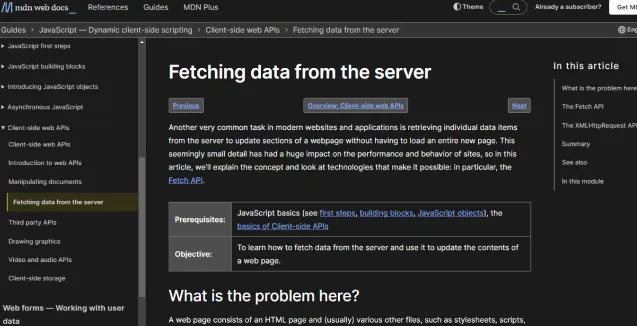 mdn web docs
References
Guides
MDN Plus
Theme
Already a subscriber?
Get MD
Guides › JavaScript — Dynamic client-side scripting › Client-side web APIs › Fetching data from the server
Eng
JavaScript first steps
JavaScript building blocks
Introducing JavaScript objects
Asynchronous JavaScript
Client-side web APIs
Client-side web APIs
Introduction to web APIs
Manipulating documents
Fetching data from the server
Third party APIs
Drawing graphics
Video and audio APIs
Client-side storage
Web forms — Working with user
data
Fetching data from the server
Previous
Overview: Client-side web APIs
Next
Another very common task in modern websites and applications is retrieving individual data items
from the server to update sections of a webpage without having to load an entire new page. This
seemingly small detail has had a huge impact on the performance and behavior of sites, so in this
article, we'll explain the concept and look at technologies that make it possible: in particular, the
Fetch API.
Prerequisites:
JavaScript basics (see first steps, building blocks, JavaScript objects), the
basics of Client-side APIs
Objective:
To learn how to fetch data from the server and use it to update the contents of
a web page.
What is the problem here?
A web page consists of an HTML page and (usually) various other files, such as stylesheets, scripts,
In this article
What is the problem here
The Fetch API
The XMLHttpRequest API
Summary
See also
In this module